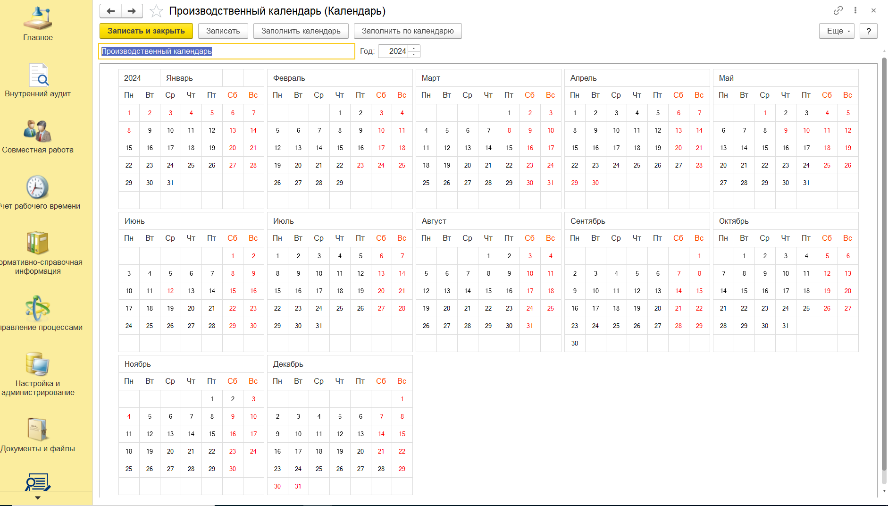 Производственный календарь (Календарь)
Записать и закрыть Записать Заполнить календарь Заполнить по календарю Еще ?
Производственный календарь Год: 2024
Главное
Внутренний аудит
Совместная работа
чет рабочего времени
ормативно-справочная
информация
правление процессами
Настройка и
администрирование
Документы и файлы
2024 Январь Февраль Март Апрель Май
Пн Вт Ср Чт Пт Сб Вс Пн Вт Ср Чт Пт Сб Вс Пн Вт Ср Чт Пт Сб Вс Пн Вт Ср Чт Пт Сб Вс Пн Вт Ср Чт Пт Сб Вс
1 2 3 4 5 6 7 1 2 3 4 1 2 3 1 2 3 4 5 6 7 1 2 3 4 5
8 9 10 11 12 13 14 5 6 7 8 9 10 11 4 5 6 7 8 9 10 8 9 10 11 12 13 14 6 7 8 9 10 11 12
15 16 17 18 19 20 21 12 13 14 15 16 17 18 11 12 13 14 15 16 17 15 16 17 18 19 20 21 13 14 15 16 17 18 19
22 23 24 25 26 27 28 19 20 21 22 23 24 25 18 19 20 21 22 23 24 22 23 24 25 26 27 28 20 21 22 23 24 25 26
29 30 31 26 27 28 29 25 26 27 28 29 30 31 29 30 27 28 29 30 31
Июнь Июль Август Сентябрь Октябрь
Пн Вт Ср Чт Пт Сб Вс Пн Вт Ср Чт Пт Сб Вс Пн Вт Ср Чт Пт Сб Вс Пн Вт Ср Чт Пт Сб Вс Пн Вт Ср Чт Пт Сб Вс
1 2 1 2 3 4 5 6 7 1 2 3 4 1 1 2 3 4 5 6
3 4 5 6 7 8 9 8 9 10 11 12 13 14 5 6 7 8 9 10 11 2 3 4 5 6 7 8 7 8 9 10 11 12 13
10 11 12 13 14 15 16 15 16 17 18 19 20 21 12 13 14 15 16 17 18 9 10 11 12 13 14 15 14 15 16 17 18 19 20
17 18 19 20 21 22 23 22 23 24 25 26 27 28 19 20 21 22 23 24 25 16 17 18 19 20 21 22 21 22 23 24 25 26 27
24 25 26 27 28 29 30 29 30 31 26 27 28 29 30 31 23 24 25 26 27 28 29 28 29 30 31
30
Ноябрь Декабрь
Пн Вт Ср Чт Пт Сб Вс Пн Вт Ср Чт Пт Сб Вс
1 2 3 1
4 5 6 7 8 9 10 2 3 4 5 6 7 8
11 12 13 14 15 16 17 9 10 11 12 13 14 15
18 19 20 21 22 23 24 16 17 18 19 20 21 22
25 26 27 28 29 30 23 24 25 26 27 28 29
30 31